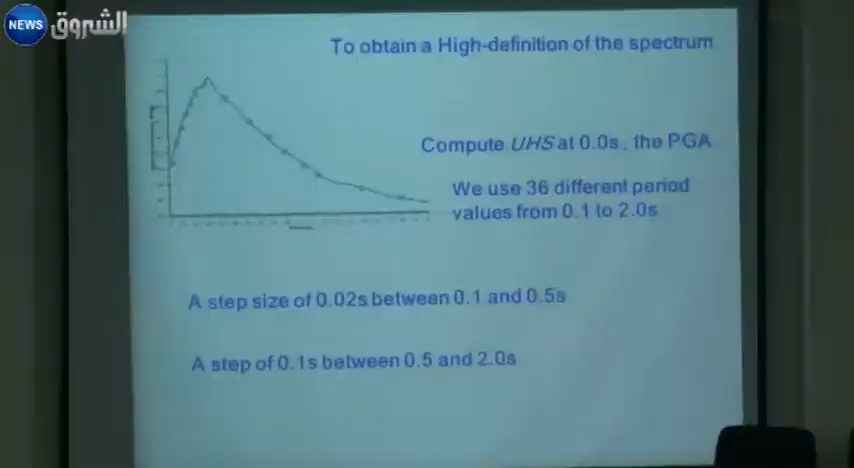 NEWS الشروق
To obtain a High-definition of the spectrum
Compute UHS at 0.0s , the PGA
We use 36 different period
values from 0.1 to 2.0s
A step size of 0.02s between 0.1 and 0.5s
A step of 0.1s between 0.5 and 2.0s